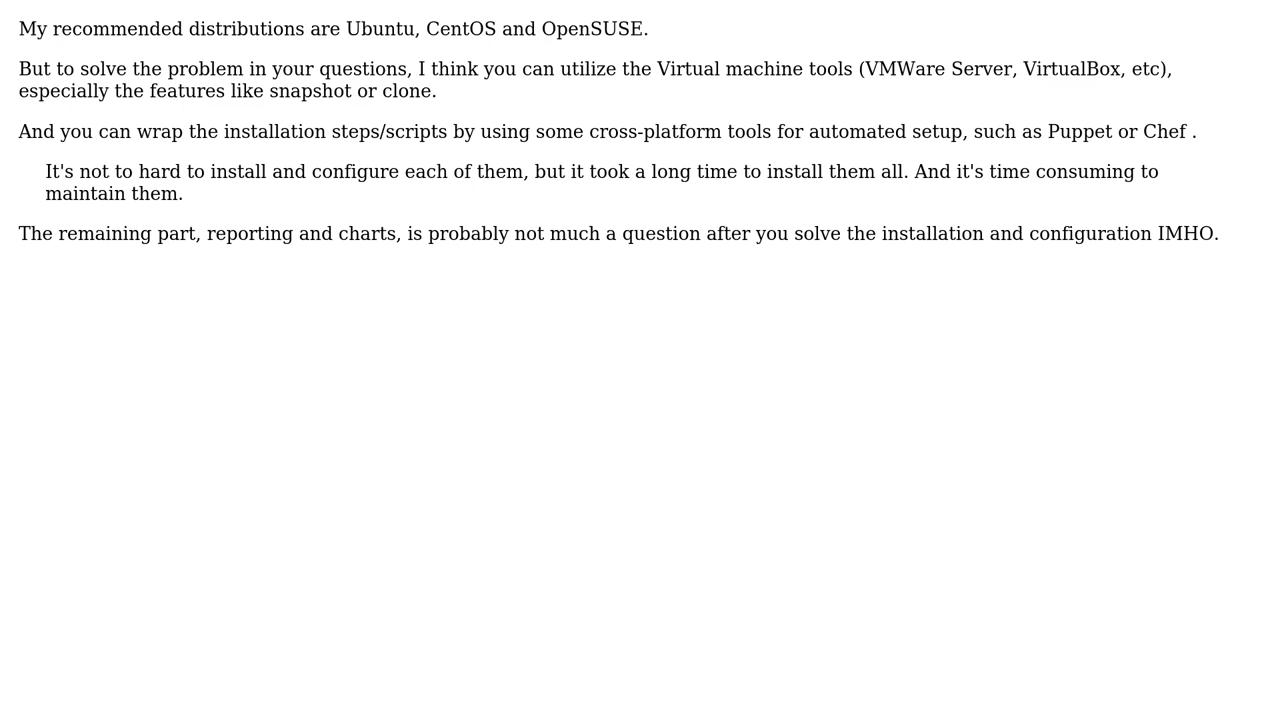 My recommended distributions are Ubuntu, CentOS and OpenSUSE.
But to solve the problem in your questions, I think you can utilize the Virtual machine tools (VMWare Server, VirtualBox, etc),
especially the features like snapshot or clone.
And you can wrap the installation steps/scripts by using some cross-platform tools for automated setup, such as Puppet or Chef .
It's not to hard to install and configure each of them, but it took a long time to install them all. And it's time consuming to
maintain them.
The remaining part, reporting and charts, is probably not much a question after you solve the installation and configuration IMHO.